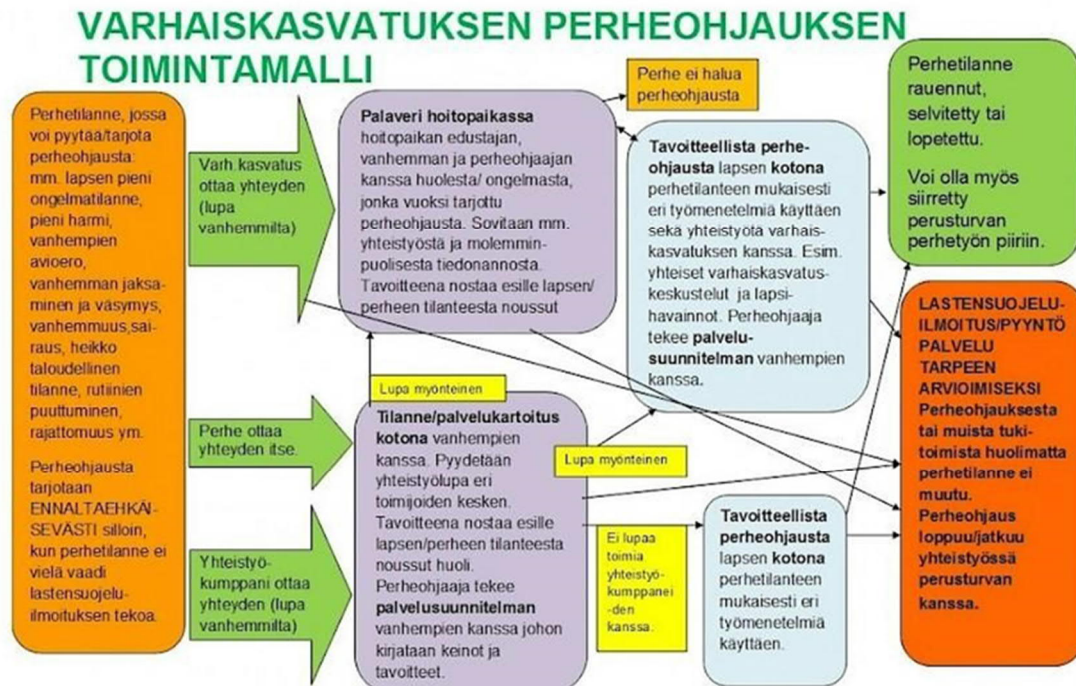 VARHAISKASVATUKSEN PERHEOHJAUKSEN
TOIMINTAMALLI
Perhetilanne, jossa
voi pyytää/tarjota
perheohjausta:
mm. lapsen pieni
ongelmatilanne,
pieni harmi,
vanhempien
avioero,
vanhemman jaksa-
minen ja väsymys,
vanhemmuus,sai-
raus, heikko
taloudellinen
tilanne, rutiinien
puuttuminen,
rajattomuus ym.
Perheohjausta
tarjotaan
ENNALTAEHKÄI-
SEVÄSTI silloin,
kun perhetilanne ei
vielä vaadi
lastensuojelu-
ilmoituksen tekoa.
Varh.kasvatus
ottaa yhteyden
(lupa
vanhemmilta)
Perhe ottaa
yhteyden itse.
Yhteistyö-
kumppani ottaa
yhteyden (lupa
vanhemmilta)
Palaveri hoitopaikassa
hoitopaikan edustajan,
vanhemman ja perheohjaajan
kanssa huolesta/ ongelmasta,
jonka vuoksi tarjottu
perheohjausta. Sovitaan mm.
yhteistyöstä ja molemmin-
puolisesta tiedonannosta.
Tavoitteena nostaa esille lapsen/
perheen tilanteesta noussut
Lupa myönteinen
Tilanne/palvelukartoitus
kotona vanhempien
kanssa. Pyydetään
yhteistyölupa eri
toimijoiden kesken.
Tavoitteena nostaa esille
lapsen/perheen tilanteesta
noussut huoli.
Perheohjaaja tekee
palvelusuunnitelman
vanhempien kanssa johon
kirjataan keinot ja
tavoitteet.
Perhe ei halua
perheohjausta
Tavoitteellista perhe-
ohjausta lapsen kotona
perhetilanteen mukaisesti
eri työmenetelmiä käyttäen
sekä yhteistyötä varhais-
kasvatuksen kanssa. Esim.
yhteiset varhaiskasvatus-
keskustelut ja lapsi-
havainnot. Perheohjaaja
tekee palvelu-
suunnitelman vanhempien
kanssa.
Lupa myönteinen
Ei lupaa
toimia
yhteistyö-
kumppanei
-den
kanssa.
Tavoitteellista
perheohjausta
lapsen kotona
perhetilanteen
mukaisesti eri
työmenetelmiä
käyttäen.
Perhetilanne
rauennut,
selvitetty tai
lopetettu.
Voi olla myös
siirretty
perusturvan
perhetyön piiriin.
LASTENSUOJELU-
ILMOITUS/PYYNTÖ
PALVELU
TARPEEN
ARVIOIMISEKSI
Perheohjauksesta
tai muista tuki-
toimista huolimatta
perhetilanne ei
muutu.
Perheohjaus
loppuu/jatkuu
yhteistyössä
perusturvan
kanssa.